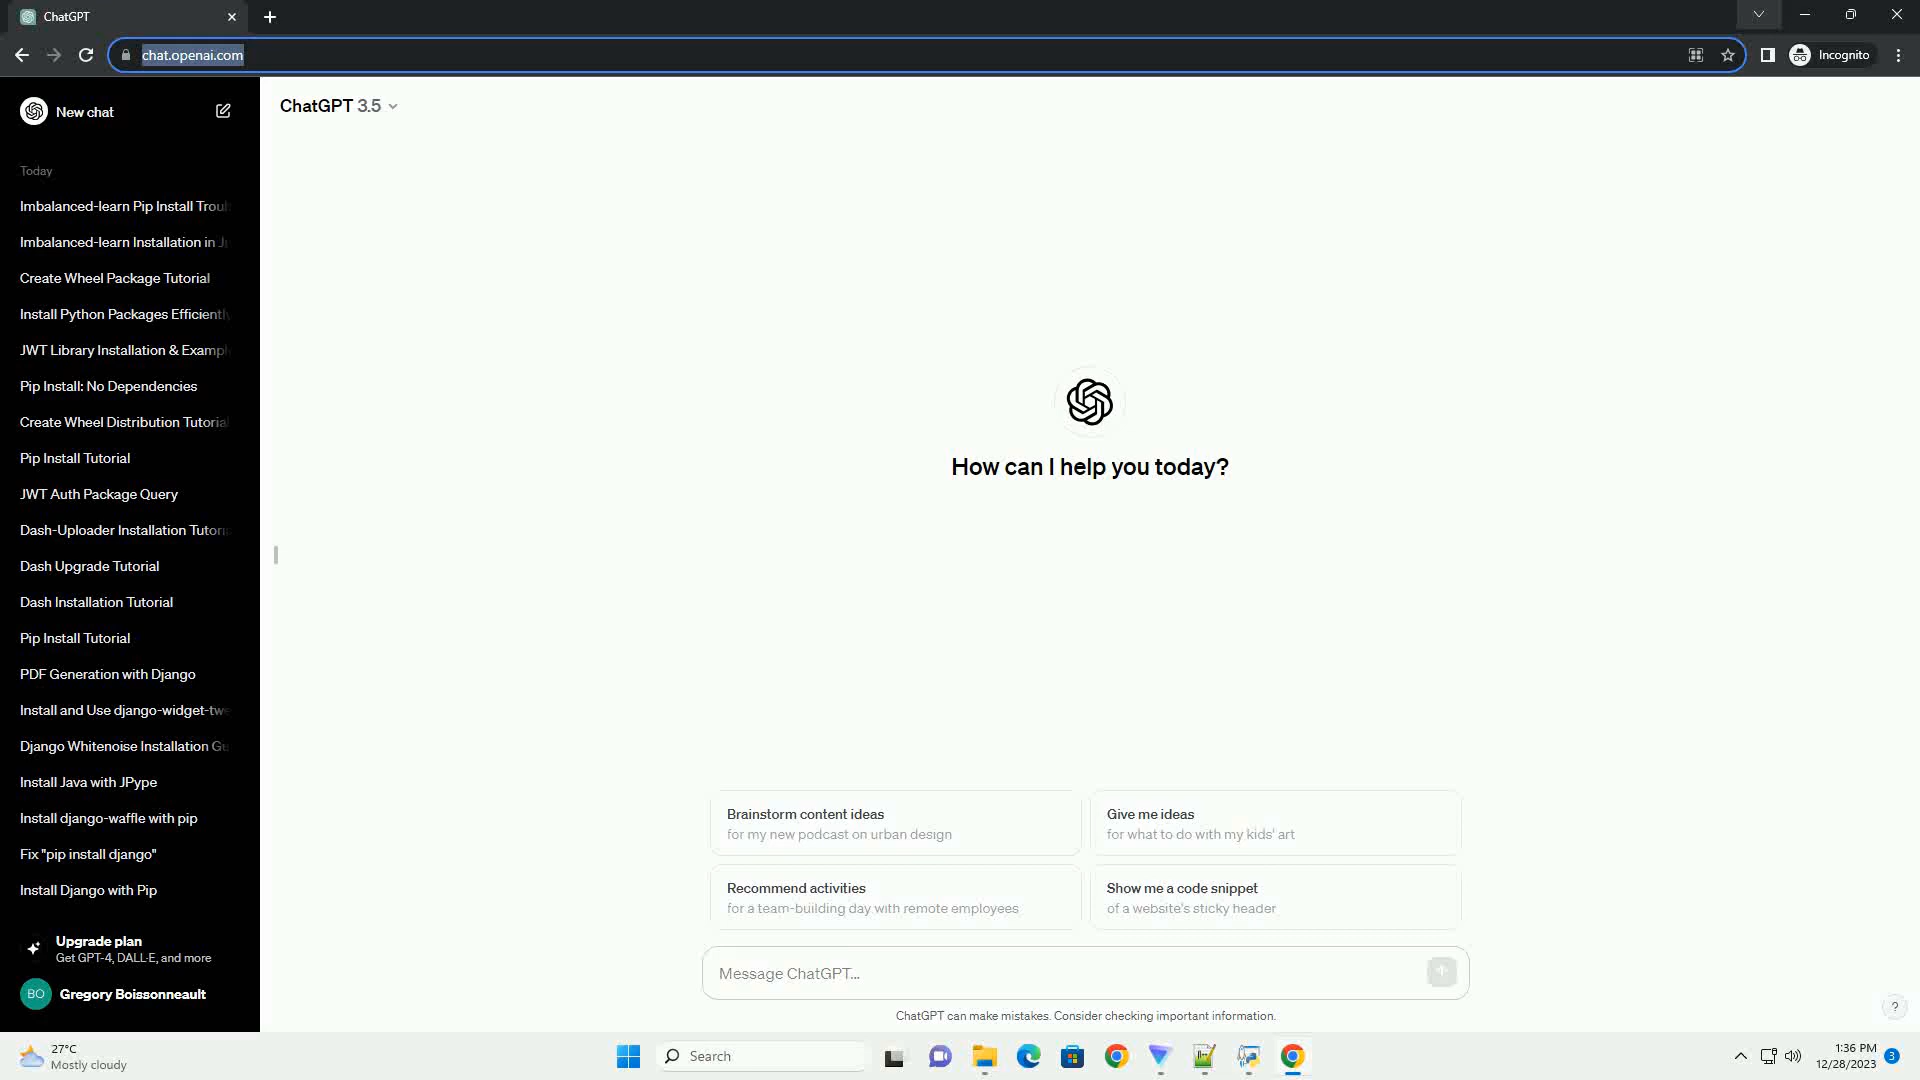 ChatGPT
chat.openai.com
Incognito
New chat
ChatGPT 3.5
Today
Imbalanced-learn Pip Install
Imbalanced-learn Installation in
Create Wheel Package Tutorial
Install Python Packages Efficiently
JWT Library Installation & Exampl
Pip Install: No Dependencies
Create Wheel Distribution Tutorial
Pip Install Tutorial
JWT Auth Package Query
Dash-Uploader Installation Tutori
Dash Upgrade Tutorial
Dash Installation Tutorial
Pip Install Tutorial
PDF Generation with Django
Install and Use django-widget-twe
Django Whitenoise Installation Gu
Install Java with JPype
Install django-waffle with pip
Fix "pip install django"
Install Django with Pip
Upgrade plan
Get GPT-4, DALL·E, and more
BO
Gregory Boissonneault
How can I help you today?
Brainstorm content ideas
for my new podcast on urban design
Give me ideas
for what to do with my kids' art
Recommend activities
for a team-building day with remote employees
Show me a code snippet
of a website's sticky header
Message ChatGPT...
ChatGPT can make mistakes. Consider checking important information.
?
27°C
Mostly cloudy
Search
1:36 PM
12/28/2023
3